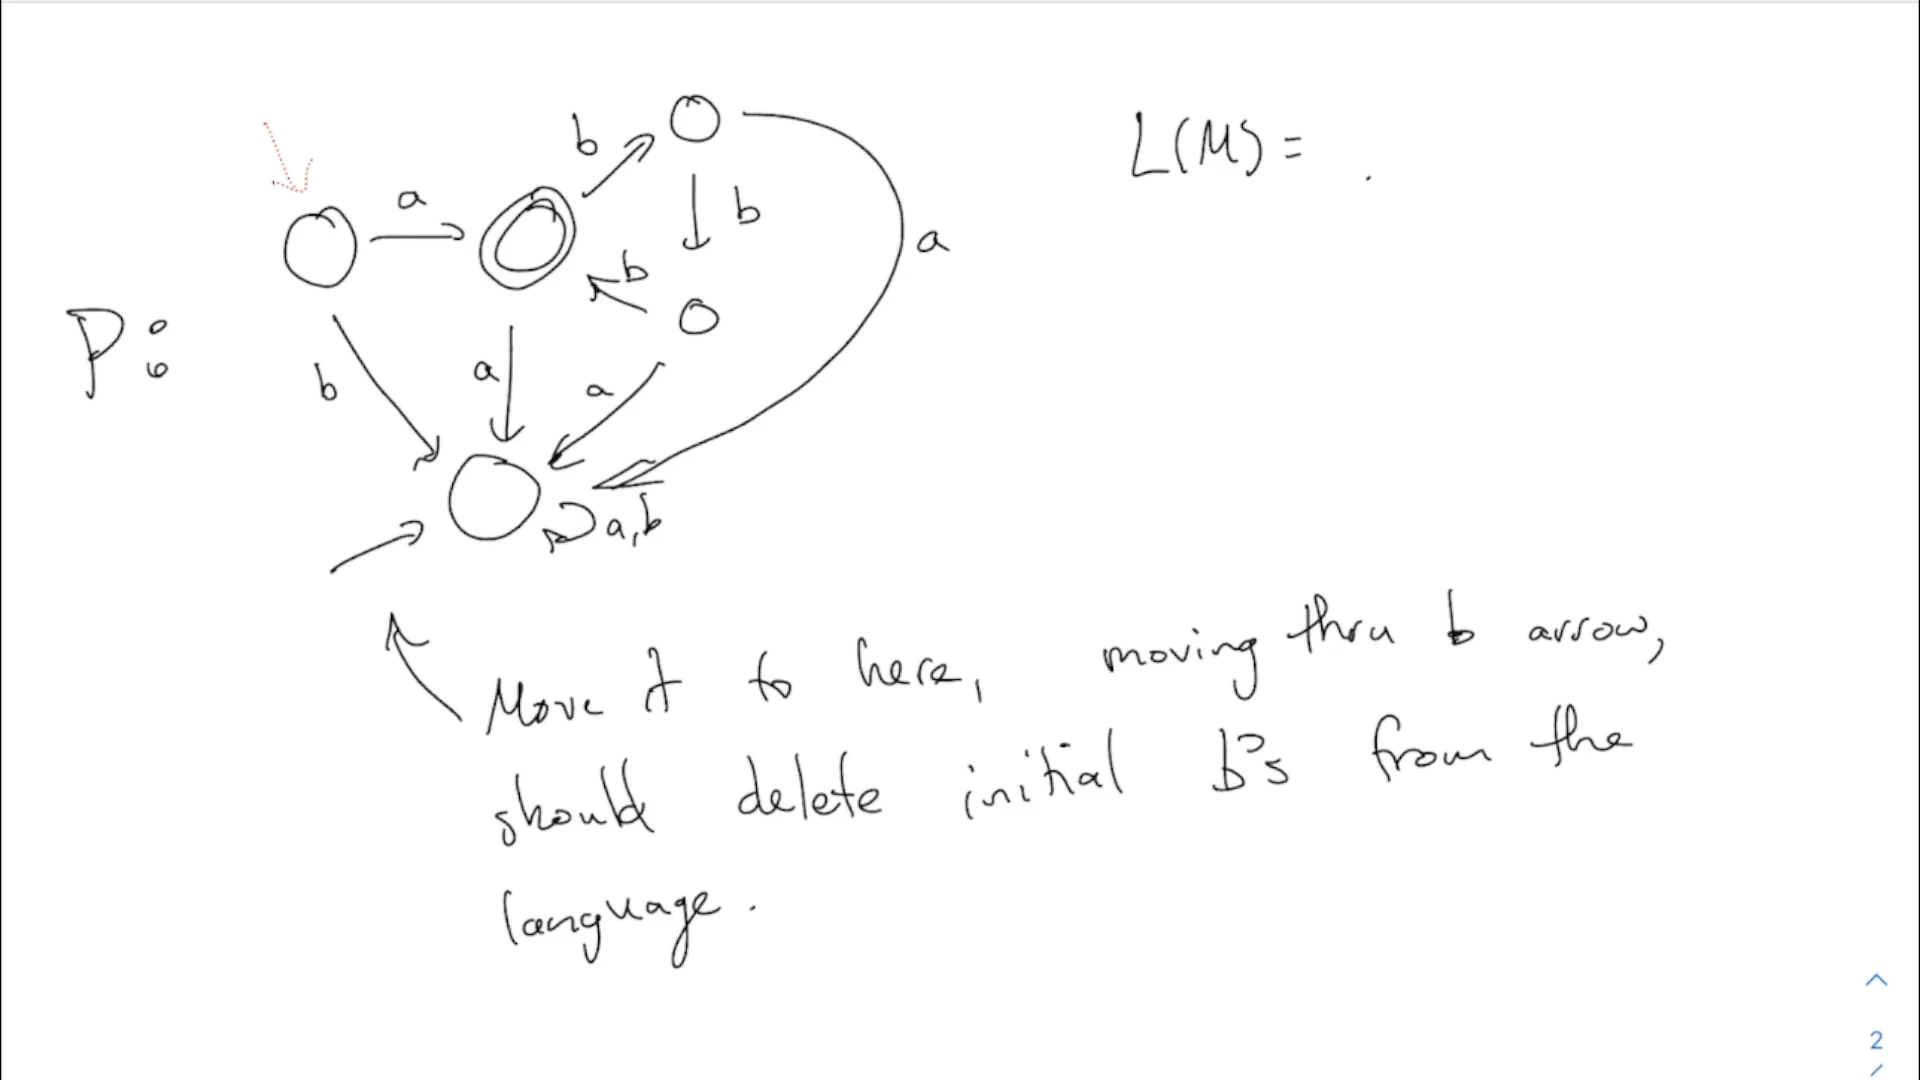 b
L(M) =
a
b
a
b
P:
b
a
a
a,b
Move it to here, moving thru b arrow,
should delete initial b's from the
language.
2